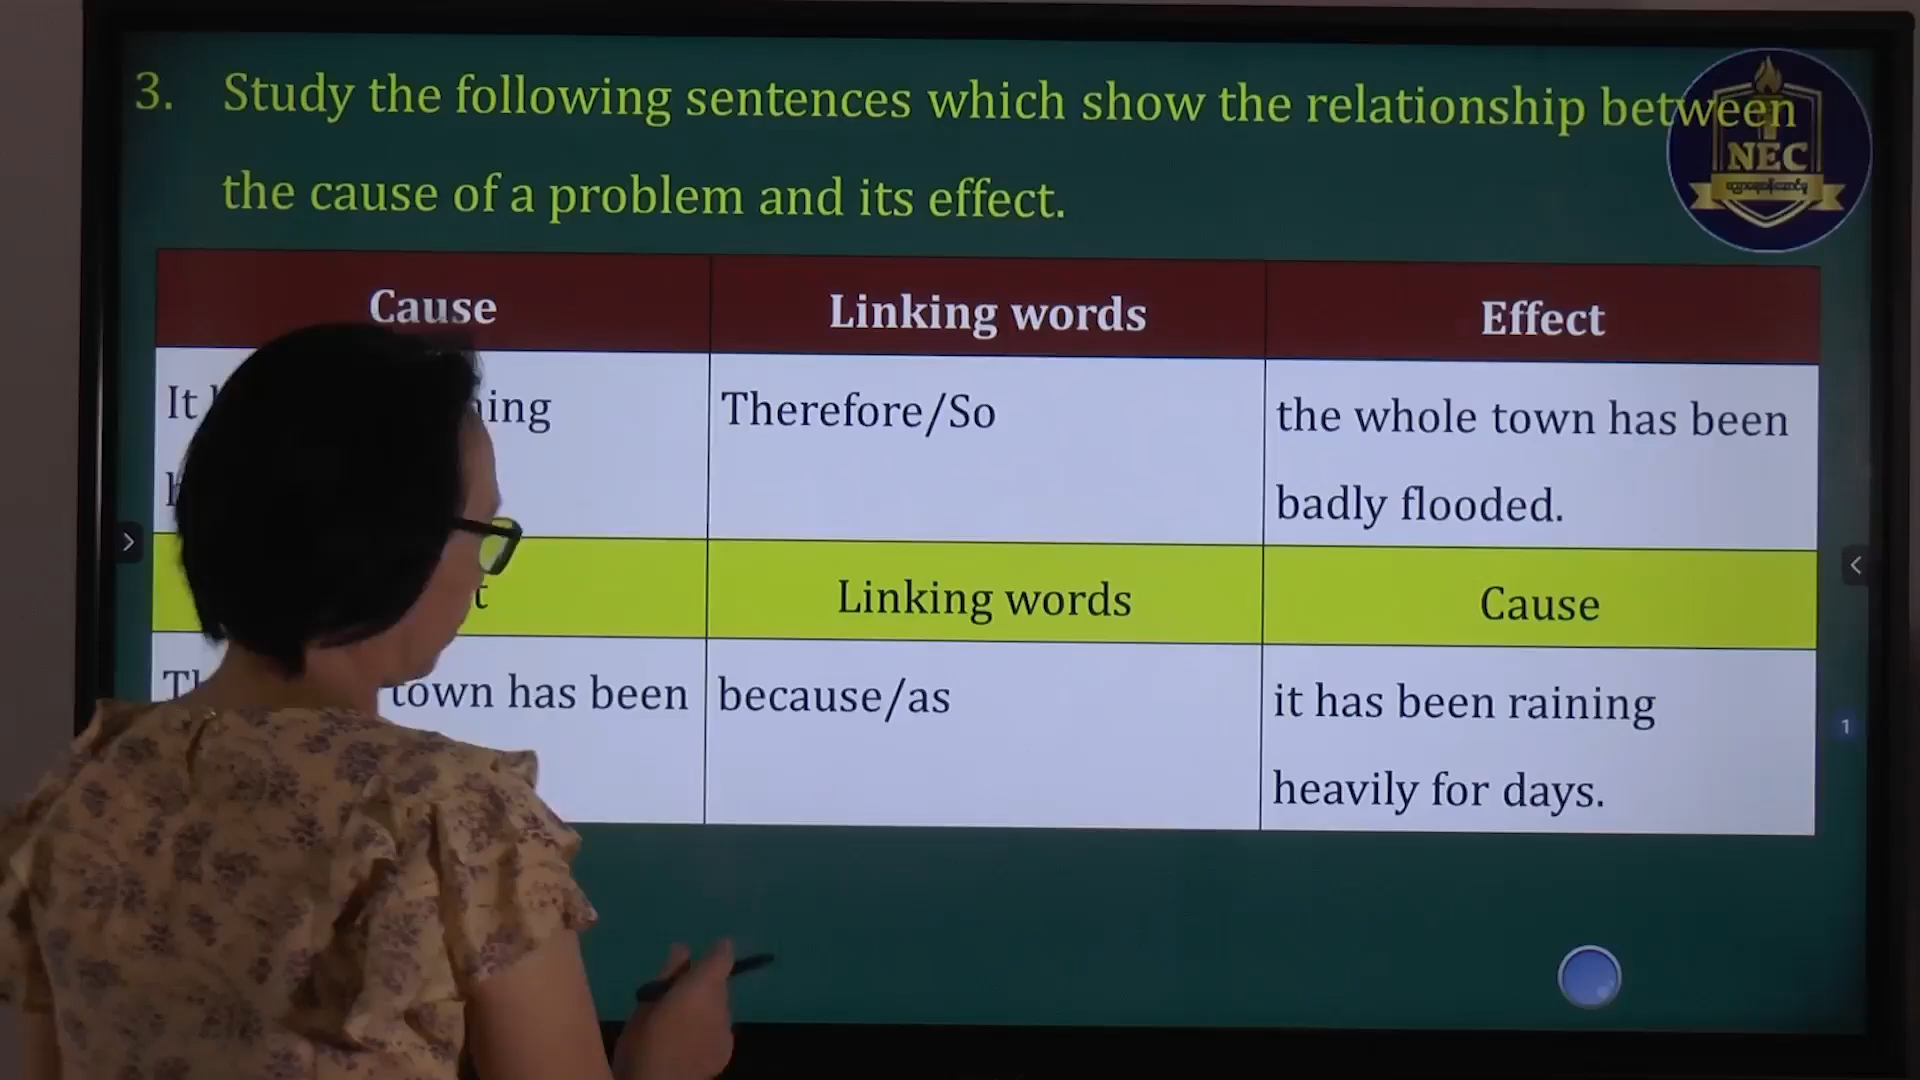 3. Study the following sentences which show the relationship between
the cause of a problem and its effect.
NEC
Cause
Linking words
Effect
It
Therefore/So
the whole town has been
badly flooded.
Linking words
Cause
town has been
because/as
it has been raining
heavily for days.
1